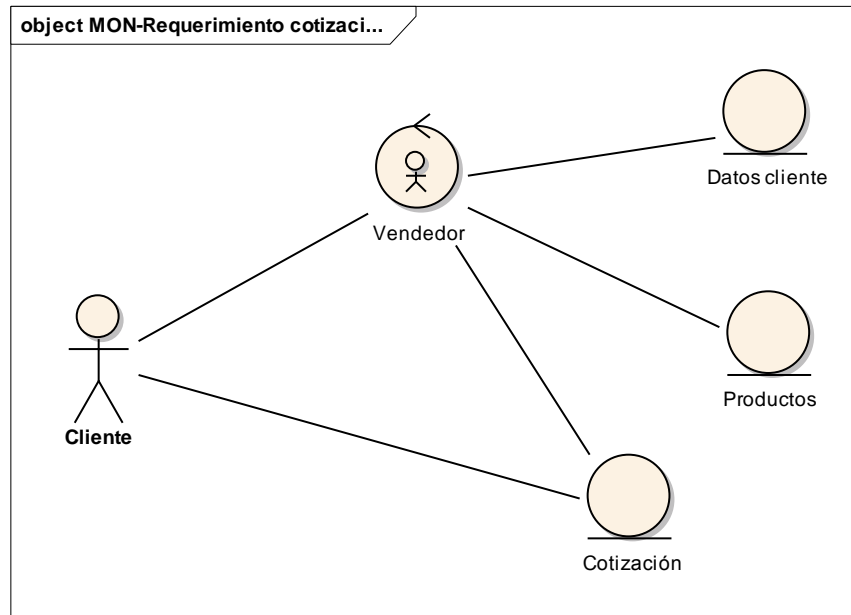 object MON-Requerimiento cotizaci...
Datos cliente
Vendedor
Productos
Cliente
Cotización